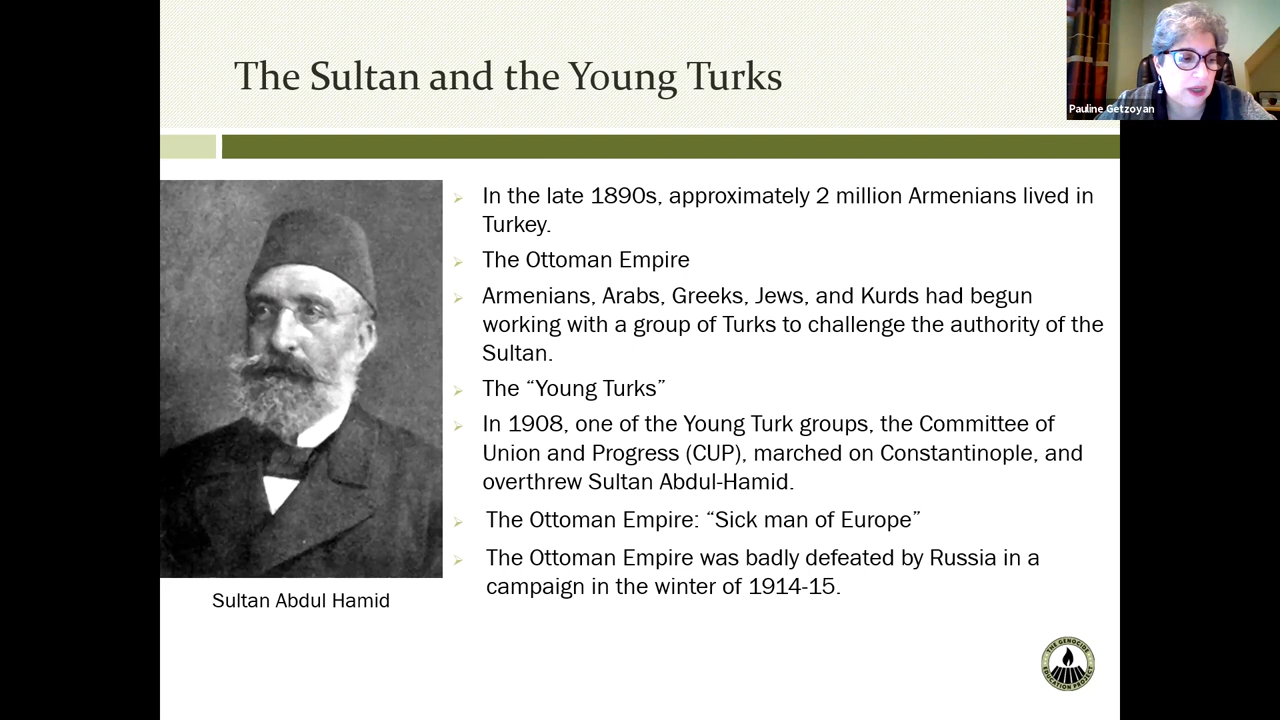 The Sultan and the Young Turks
Pauline Getzoyan
In the late 1890s, approximately 2 million Armenians lived in
Turkey.
The Ottoman Empire
Armenians, Arabs, Greeks, Jews, and Kurds had begun
working with a group of Turks to challenge the authority of the
Sultan.
The “Young Turks”
In 1908, one of the Young Turk groups, the Committee of
Union and Progress (CUP), marched on Constantinople, and
overthrew Sultan Abdul-Hamid.
The Ottoman Empire: “Sick man of Europe”
The Ottoman Empire was badly defeated by Russia in a
campaign in the winter of 1914-15.
Sultan Abdul Hamid
THE GENOCIDE
EDUCATION PROJECT